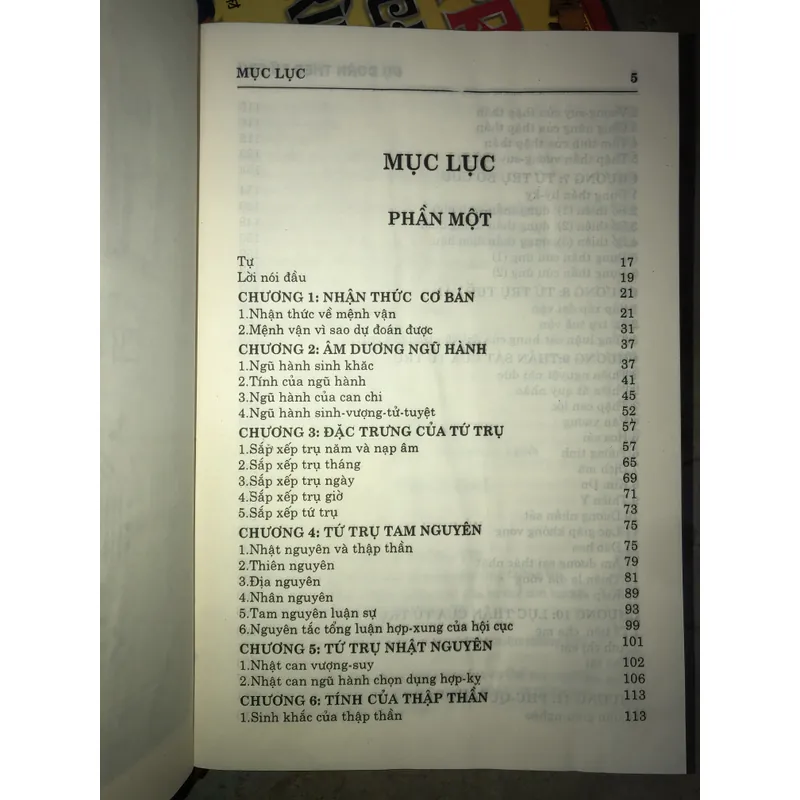 MỤC LỤC 5
MỤC LỤC
PHẦN MỘT
Tự 17
Lời nói đầu 19
CHƯƠNG 1: NHẬN THỨC CƠ BẢN 21
1.Nhận thức về mệnh vận 21
2.Mệnh vận vì sao dự đoán được 31
CHƯƠNG 2: ÂM DƯƠNG NGŨ HÀNH 37
1.Ngũ hành sinh khăc 37
2.Tính của ngũ hành 41
3.Ngũ hành của can chi 45
4.Ngũ hành sinh-vượng-tử-tuyệt 52
CHƯƠNG 3: ĐẶC TRƯNG CỦA TỨ TRỤ 57
1.Sắp xếp trụ năm và nạp âm 57
2.Sắp xếp trụ tháng 65
3.Sắp xếp trụ ngày 69
4.Sắp xếp trụ giờ 71
5.Sắp xếp tứ trụ 73
CHƯƠNG 4: TỨ TRỤ TAM NGUYÊN 75
1.Nhật nguyên và thập thần 75
2.Thiên nguyên 79
3.Địa nguyên 81
4.Nhân nguyên 89
5.Tam nguyên luận sự 93
6.Nguyên tắc tổng luận hợp-xung của hội cục 99
CHƯƠNG 5: TỨ TRỤ NHẬT NGUYÊN 101
1.Nhật can vượng-suy 102
2.Nhật can ngũ hành chọn dụng hợp-kỵ 106
CHƯƠNG 6: TÍNH CỦA THẬP THẦN 113
1.Sinh khắc của thập thần 113